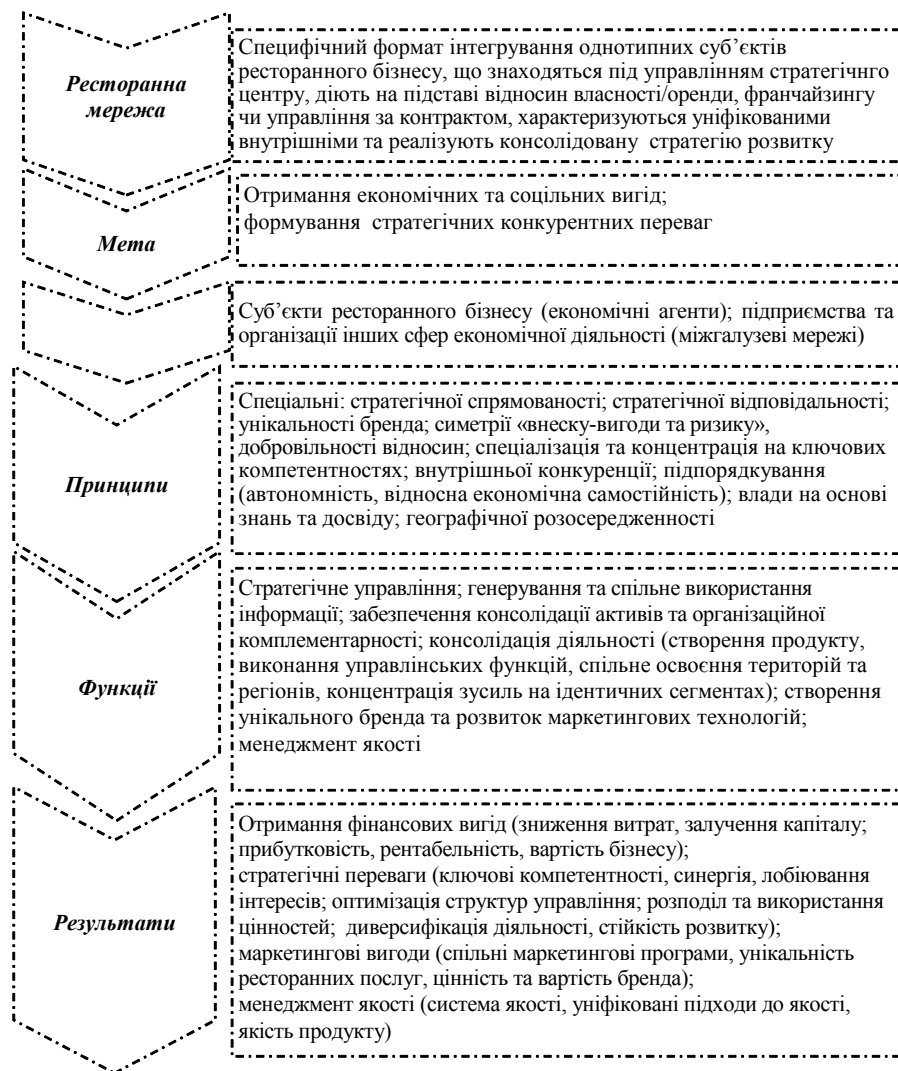 Ресторанна
мережа
Специфічний формат інтегрування однотипних суб’єктів
ресторанного бізнесу, що знаходяться під управлінням стратегічнго
центру, діють на підставі відносин власності/оренди, франчайзингу
чи управління за контрактом, характеризуються уніфікованими
внутрішніми та реалізують консолідовану стратегію розвитку
Мета
Отримання економічних та соцільних вигід;
формування стратегічних конкурентних переваг
Суб’єкти ресторанного бізнесу (економічні агенти); підприємства та
організації інших сфер економічної діяльності (міжгалузеві мережі)
Принципи
Спеціальні: стратегічної спрямованості; стратегічної відповідальності;
унікальності бренда; симетрії «внеску-вигоди та ризику»,
добровільності відносин; спеціалізація та концентрація на ключових
компетентностях; внутрішньої конкуренції; підпорядкування
(автономність, відносна економічна самостійність); влади на основі
знань та досвіду; географічної розосередженності
Функції
Стратегічне управління; генерування та спільне використання
інформації; забезпечення консолідації активів та організаційної
комплементарності; консолідація діяльності (створення продукту,
виконання управлінських функцій, спільне освоєння територій та
регіонів, концентрація зусиль на ідентичних сегментах); створення
унікального бренда та розвиток маркетингових технологій;
менеджмент якості
Результати
Отримання фінансових вигід (зниження витрат, залучення капіталу;
прибутковість, рентабельність, вартість бізнесу);
стратегічні переваги (ключові компетентності, синергія, лобіювання
інтересів; оптимізація структур управління; розподіл та використання
цінностей; диверсифікація діяльності, стійкість розвитку);
маркетингові вигоди (спільні маркетингові програми, унікальність
ресторанних послуг, цінність та вартість бренда);
менеджмент якості (система якості, уніфіковані підходи до якості,
якість продукту)